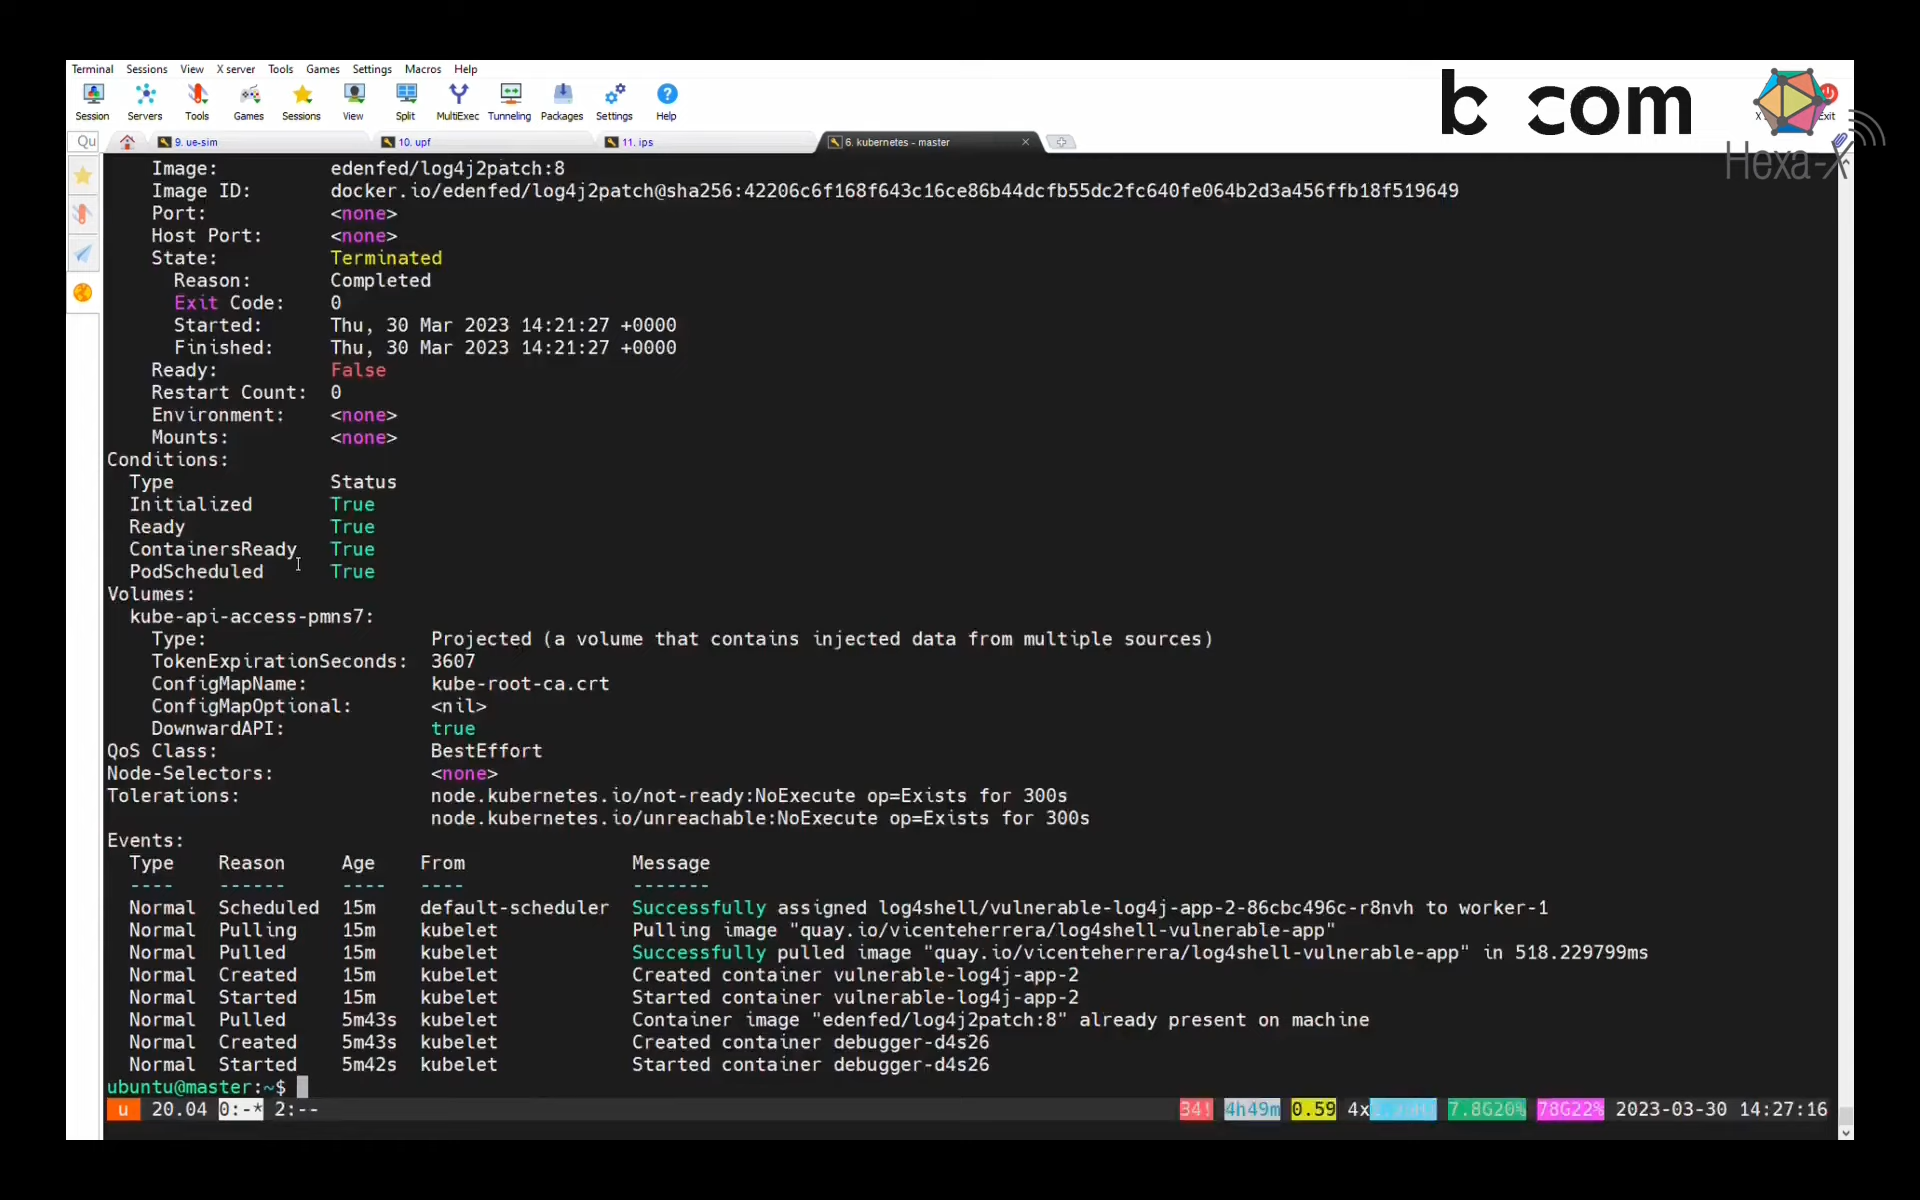 Terminal Sessions View X server Tools Games Settings Macros Help
Session Servers Tools Games Sessions View Split MultiExec Tunneling Packages Settings Help
b com
Hexa-X
Exit
Qu
9. ue-sim 10. upf 11. ips 6. kubernetes - master
Image: edenfed/log4j2patch:8
Image ID: docker.io/edenfed/log4j2patch@sha256:42206c6f168f643c16ce86b44dcfb55dc2fc640fe064b2d3a456ffb18f519649
Port: <none>
Host Port: <none>
State: Terminated
Reason: Completed
Exit Code: 0
Started: Thu, 30 Mar 2023 14:21:27 +0000
Finished: Thu, 30 Mar 2023 14:21:27 +0000
Ready: False
Restart Count: 0
Environment: <none>
Mounts: <none>
Conditions:
Type Status
Initialized True
Ready True
ContainersReady True
PodScheduled True
Volumes:
kube-api-access-pmns7:
Type: Projected (a volume that contains injected data from multiple sources)
TokenExpirationSeconds: 3607
ConfigMapName: kube-root-ca.crt
ConfigMapOptional: <nil>
DownwardAPI: true
QoS Class: BestEffort
Node-Selectors: <none>
Tolerations: node.kubernetes.io/not-ready:NoExecute op=Exists for 300s
node.kubernetes.io/unreachable:NoExecute op=Exists for 300s
Events:
Type Reason Age From Message
---- ------ ---- ---- -------
Normal Scheduled 15m default-scheduler Successfully assigned log4shell/vulnerable-log4j-app-2-86cbc496c-r8nvh to worker-1
Normal Pulling 15m kubelet Pulling image "quay.io/vicenteherrera/log4shell-vulnerable-app"
Normal Pulled 15m kubelet Successfully pulled image "quay.io/vicenteherrera/log4shell-vulnerable-app" in 518.229799ms
Normal Created 15m kubelet Created container vulnerable-log4j-app-2
Normal Started 15m kubelet Started container vulnerable-log4j-app-2
Normal Pulled 5m43s kubelet Container image "edenfed/log4j2patch:8" already present on machine
Normal Created 5m43s kubelet Created container debugger-d4s26
Normal Started 5m42s kubelet Started container debugger-d4s26
ubuntu@master:~$
u 20.04 0:-* 2:-- 34! 4h49m 0.59 4x 7.8G20% 78G22% 2023-03-30 14:27:16